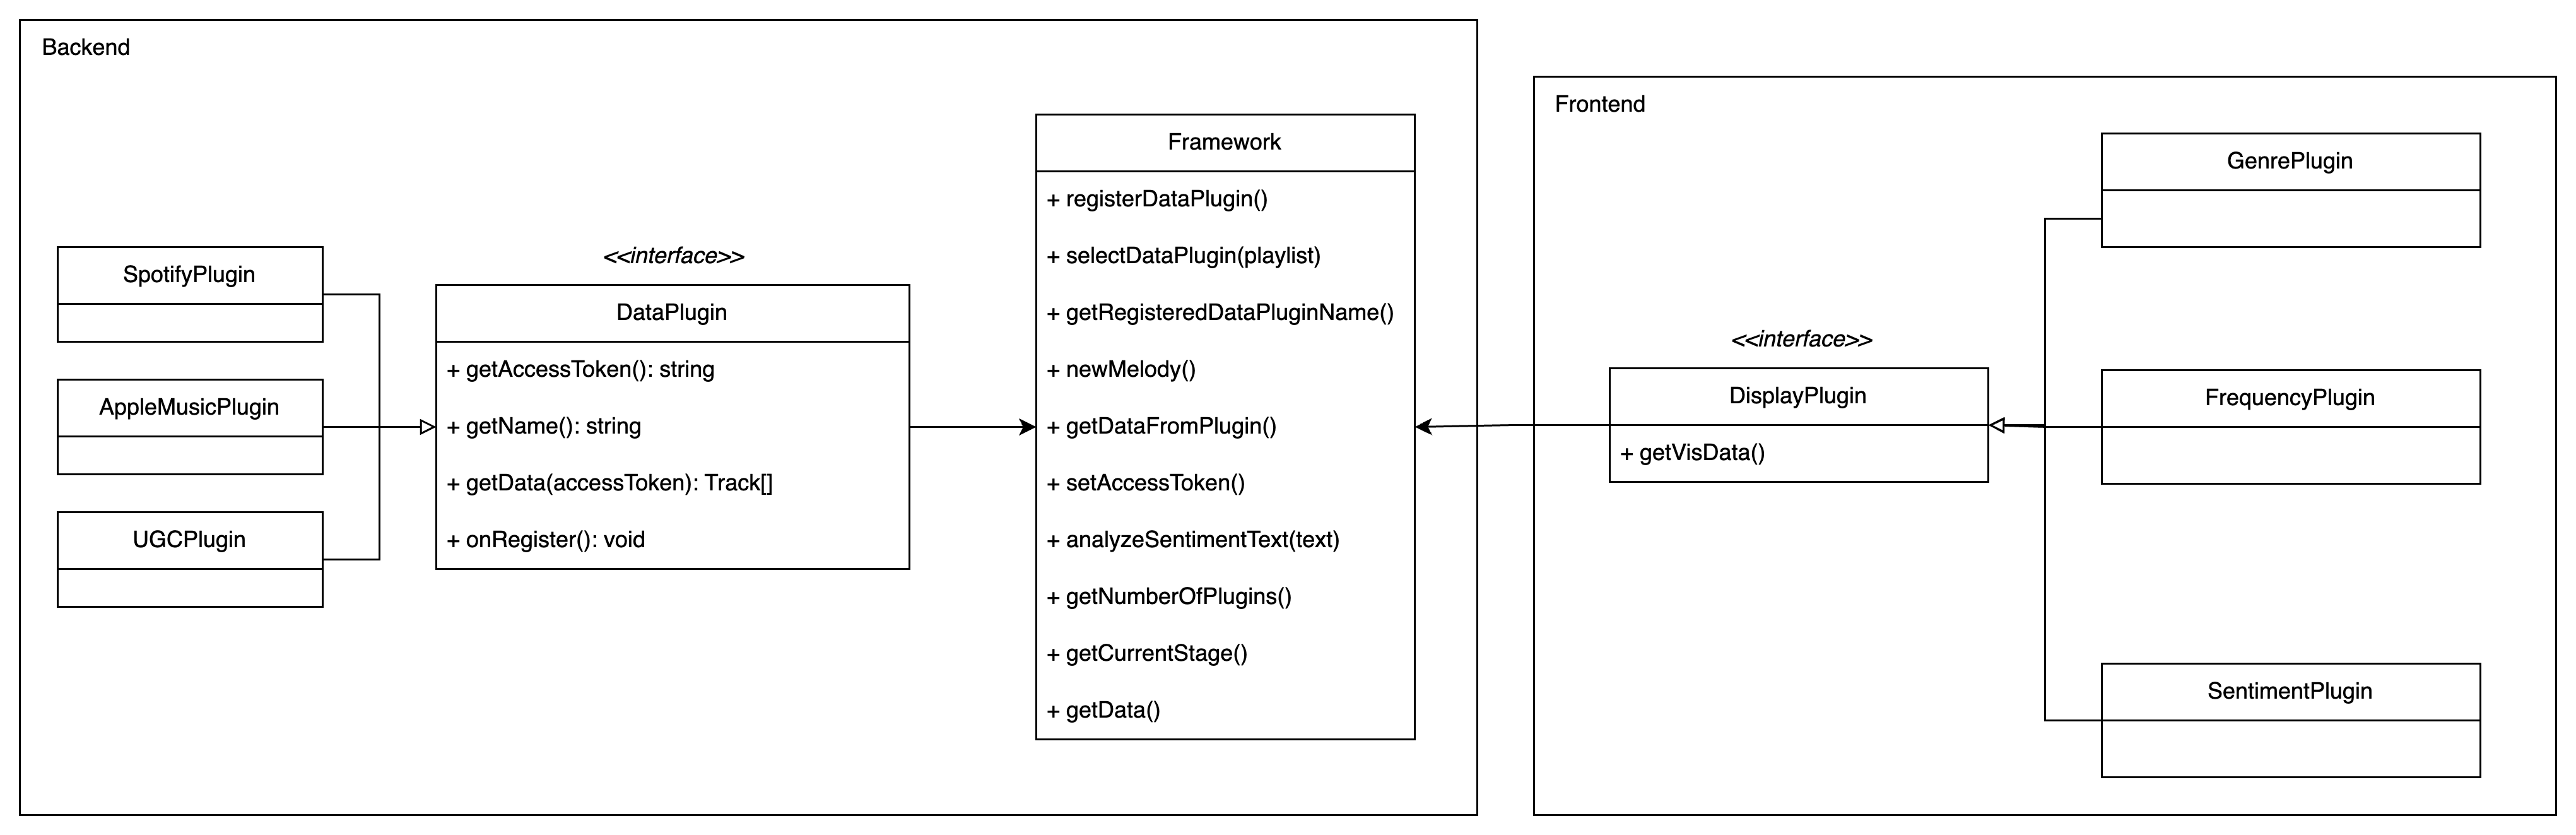 Backend
SpotifyPlugin
AppleMusicPlugin
UGCPlugin
<<interface>>
DataPlugin
+ getAccessToken(): string
+ getName(): string
+ getData(accessToken): Track[]
+ onRegister(): void
Framework
+ registerDataPlugin()
+ selectDataPlugin(playlist)
+ getRegisteredDataPluginName()
+ newMelody()
+ getDataFromPlugin()
+ setAccessToken()
+ analyzeSentimentText(text)
+ getNumberOfPlugins()
+ getCurrentStage()
+ getData()
Frontend
<<interface>>
DisplayPlugin
+ getVisData()
GenrePlugin
FrequencyPlugin
SentimentPlugin